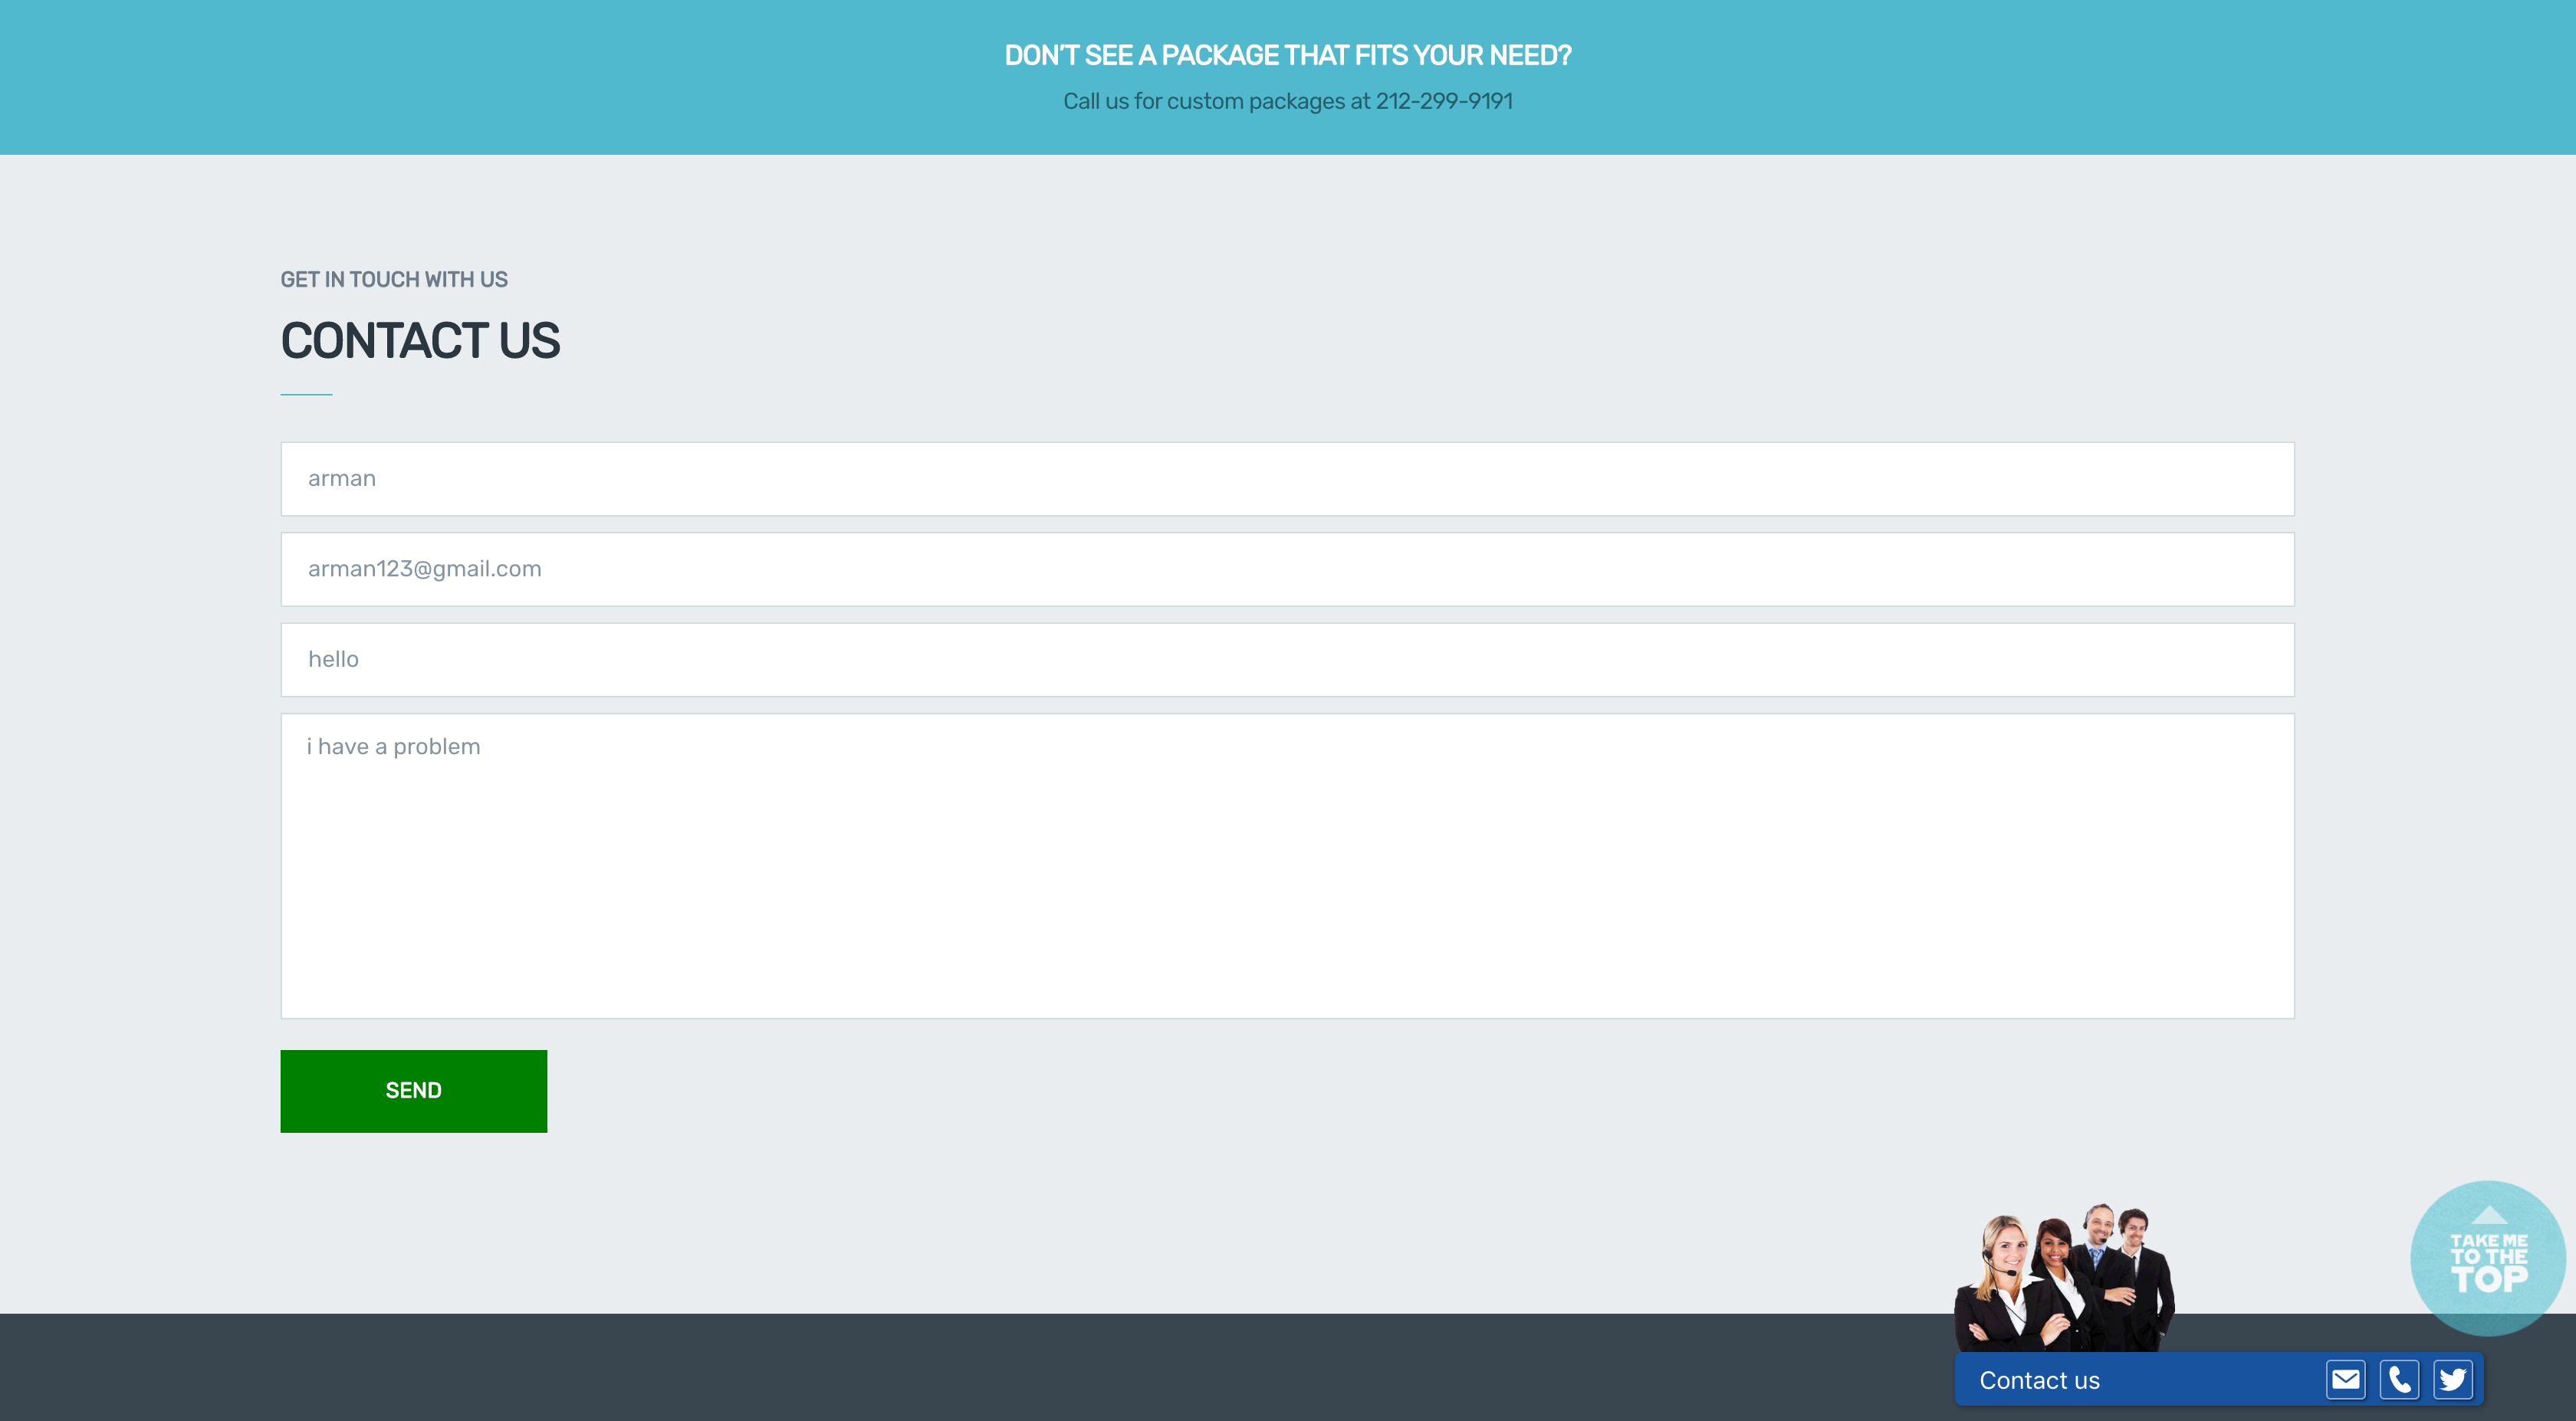 DON'T SEE A PACKAGE THAT FITS YOUR NEED?
Call us for custom packages at 212-299-9191
GET IN TOUCH WITH US
CONTACT US
arman
arman123@gmail.com
hello
i have a problem
SEND
TAKE ME
TO THE
TOP
Contact us